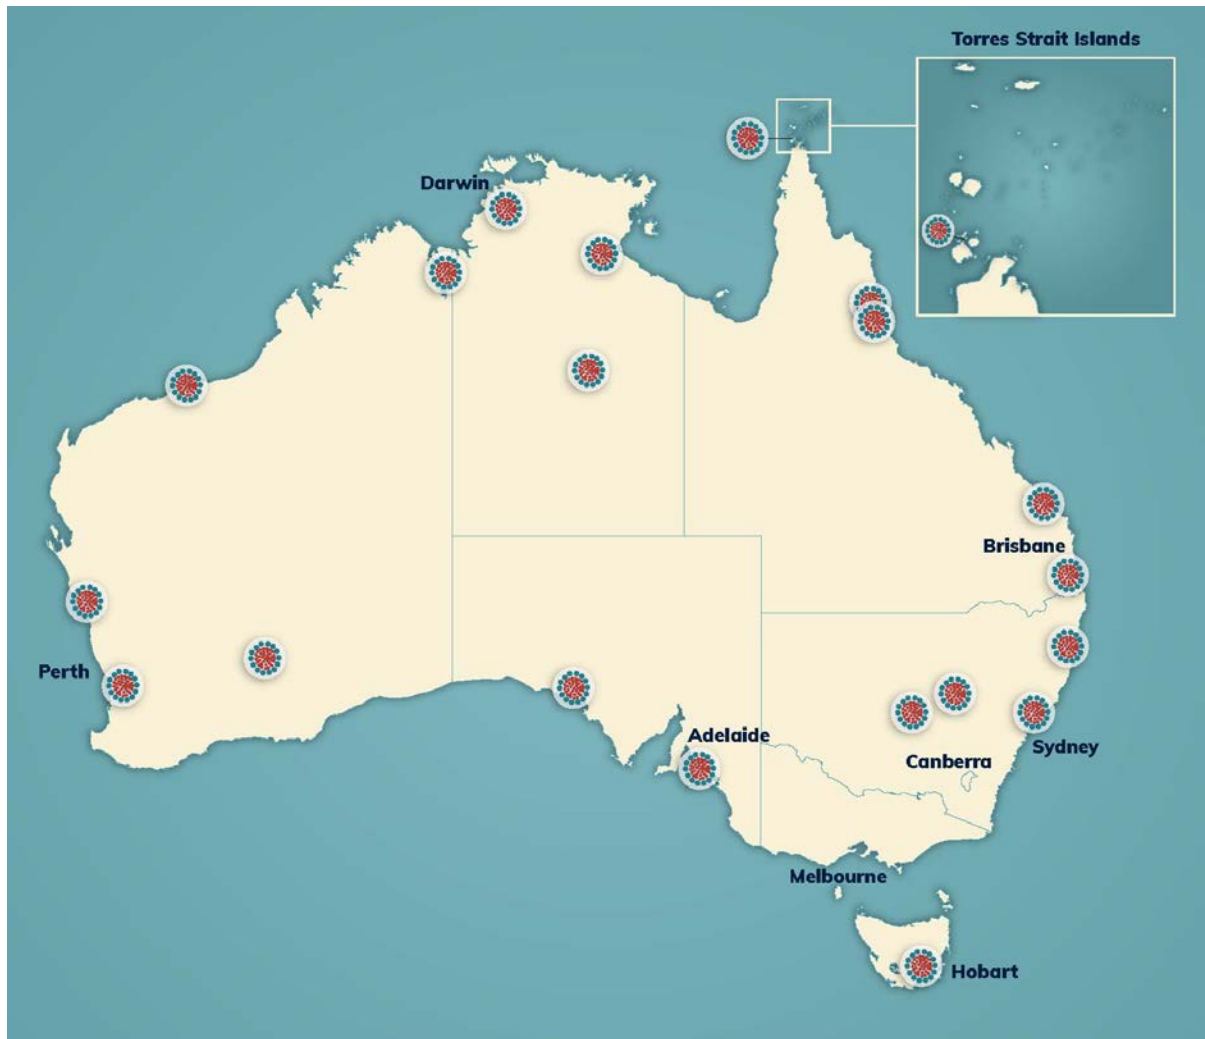 Torres Strait Islands
Darwin
Brisbane
Perth
Adelaide
Sydney
Canberra
Melbourne
Hobart